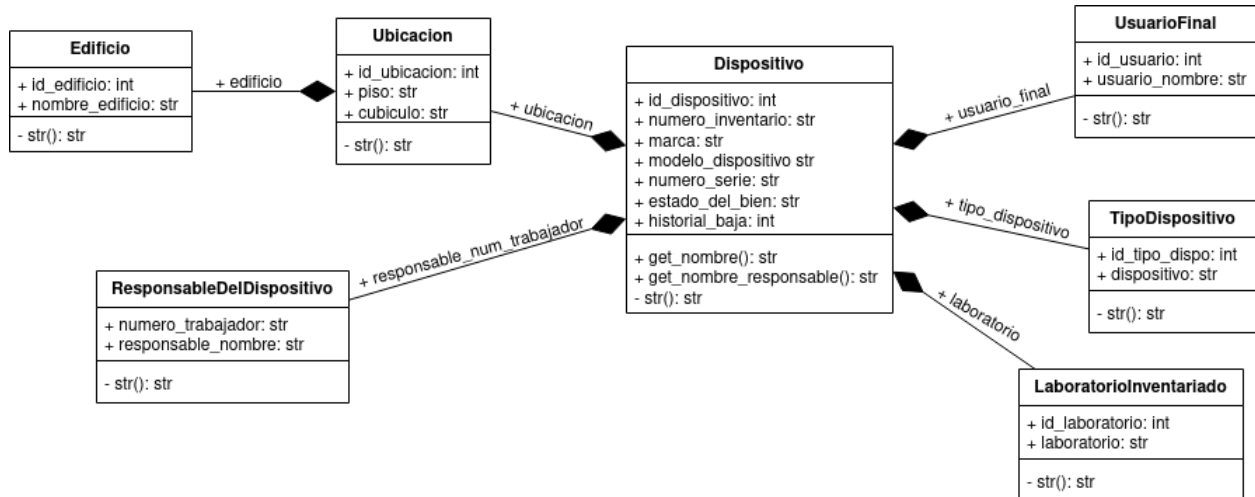 Edificio
+ id_edificio: int
+ nombre_edificio: str
- str(): str
+ edificio
Ubicacion
+ id_ubicacion: int
+ piso: str
+ cubiculo: str
- str(): str
+ ubicacion
Dispositivo
+ id_dispositivo: int
+ numero_inventario: str
+ marca: str
+ modelo_dispositivo str
+ numero_serie: str
+ estado_del_bien: str
+ historial_baja: int
+ get_nombre(): str
+ get_nombre_responsable(): str
- str(): str
+ usuario_final
UsuarioFinal
+ id_usuario: int
+ usuario_nombre: str
- str(): str
+ tipo_dispositivo
TipoDispositivo
+ id_tipo_dispo: int
+ dispositivo: str
- str(): str
+ responsable_num_trabajador
ResponsableDelDispositivo
+ numero_trabajador: str
+ responsable_nombre: str
- str(): str
+ laboratorio
LaboratorioInventariado
+ id_laboratorio: int
+ laboratorio: str
- str(): str